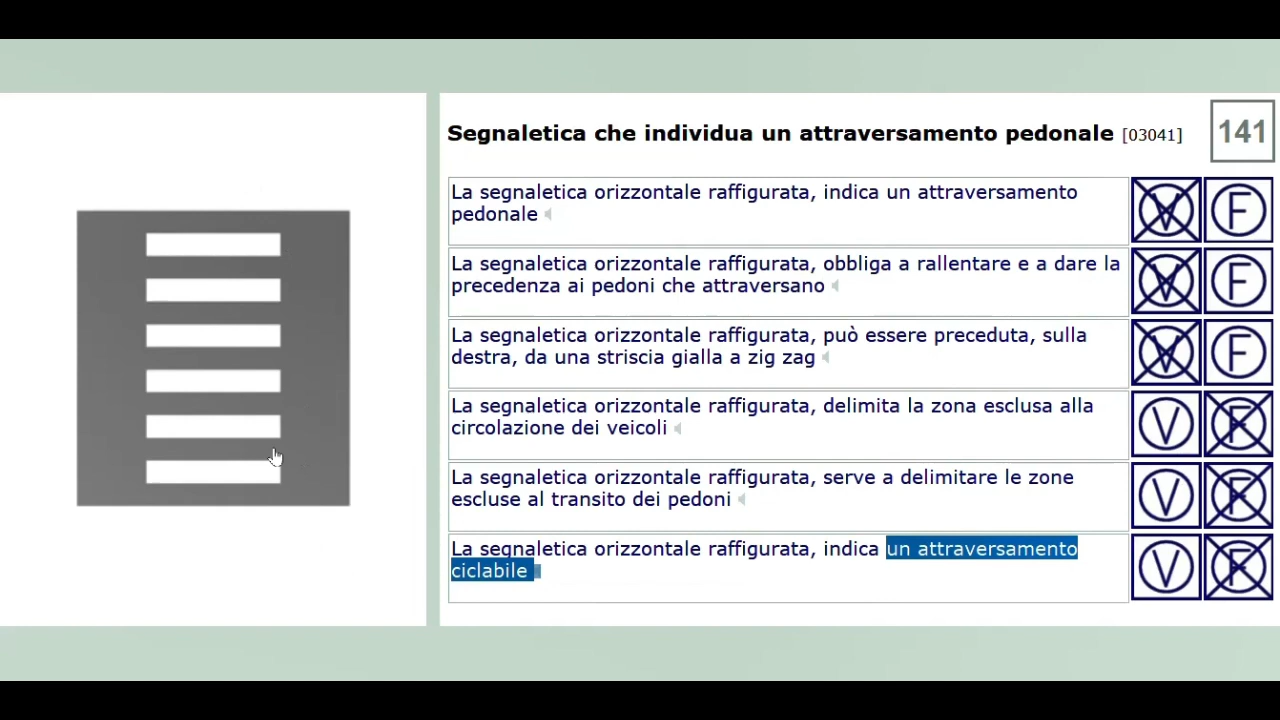 Segnaletica che individua un attraversamento pedonale [03041]
141
La segnaletica orizzontale raffigurata, indica un attraversamento
pedonale
V F
La segnaletica orizzontale raffigurata, obbliga a rallentare e a dare la
precedenza ai pedoni che attraversano
V F
La segnaletica orizzontale raffigurata, può essere preceduta, sulla
destra, da una striscia gialla a zig zag
V F
La segnaletica orizzontale raffigurata, delimita la zona esclusa alla
circolazione dei veicoli
V F
La segnaletica orizzontale raffigurata, serve a delimitare le zone
escluse al transito dei pedoni
V F
La segnaletica orizzontale raffigurata, indica un attraversamento
ciclabile
V F